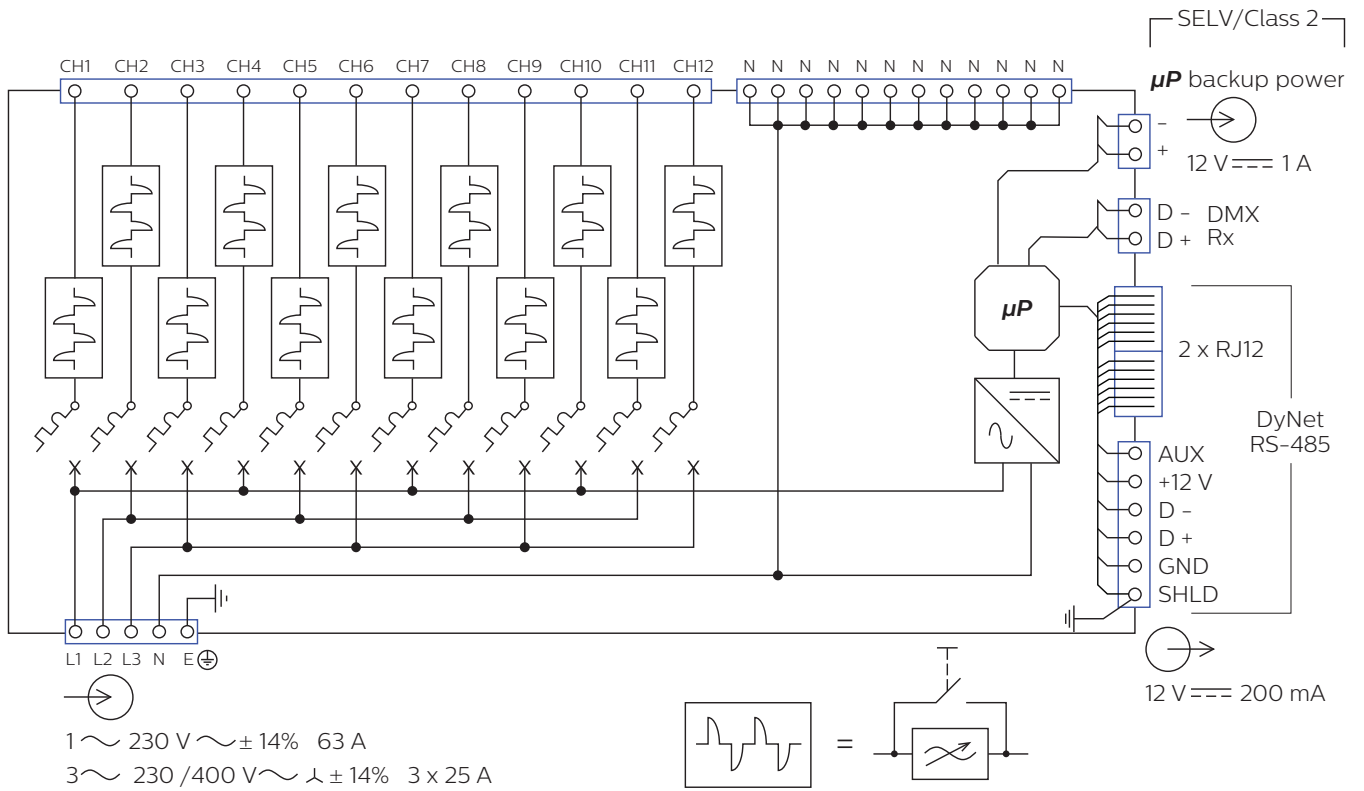 SELV/Class 2
CH1 CH2 CH3 CH4 CH5 CH6 CH7 CH8 CH9 CH10 CH11 CH12 N N N N N N N N N N N N
µP backup power
-
+
12 V 1 A
D - DMX
D + Rx
µP
2 x RJ12
DyNet
RS-485
AUX
+12 V
D -
D +
GND
SHLD
L1 L2 L3 N E
12 V 200 mA
1 ~ 230 V ~ ± 14% 63 A
=
3 ~ 230 /400 V ~ ± 14% 3 x 25 A